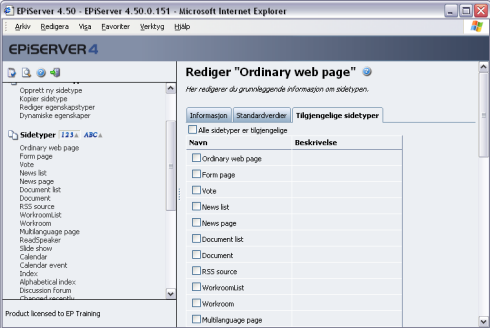 EPiServer 4.50 - EPiServer 4.50.0.151 - Microsoft Internet Explorer
Arkiv Redigera Visa Favoriter Verktyg Hjälp
EPiSERVER 4
Opprett ny sidetype
Kopier sidetype
Rediger egenskapstyper
Dynamiske egenskaper
Sidetyper 123 ABC
Ordinary web page
Form page
Vote
News list
News page
Document list
Document
RSS source
WorkroomList
Workroom
Multilanguage page
ReadSpeaker
Slide show
Calendar
Calendar event
Index
Alphabetical index
Discussion forum
Changed recently
Product licensed to EP Training
Rediger "Ordinary web page"
Her redigerer du grunnleggende informasjon om sidetypen.
Informasjon Standardverdier Tilgjengelige sidetyper
Alle sidetyper er tilgjengelige
Navn Beskrivelse
Ordinary web page
Form page
Vote
News list
News page
Document list
Document
RSS source
WorkroomList
Workroom
Multilanguage page